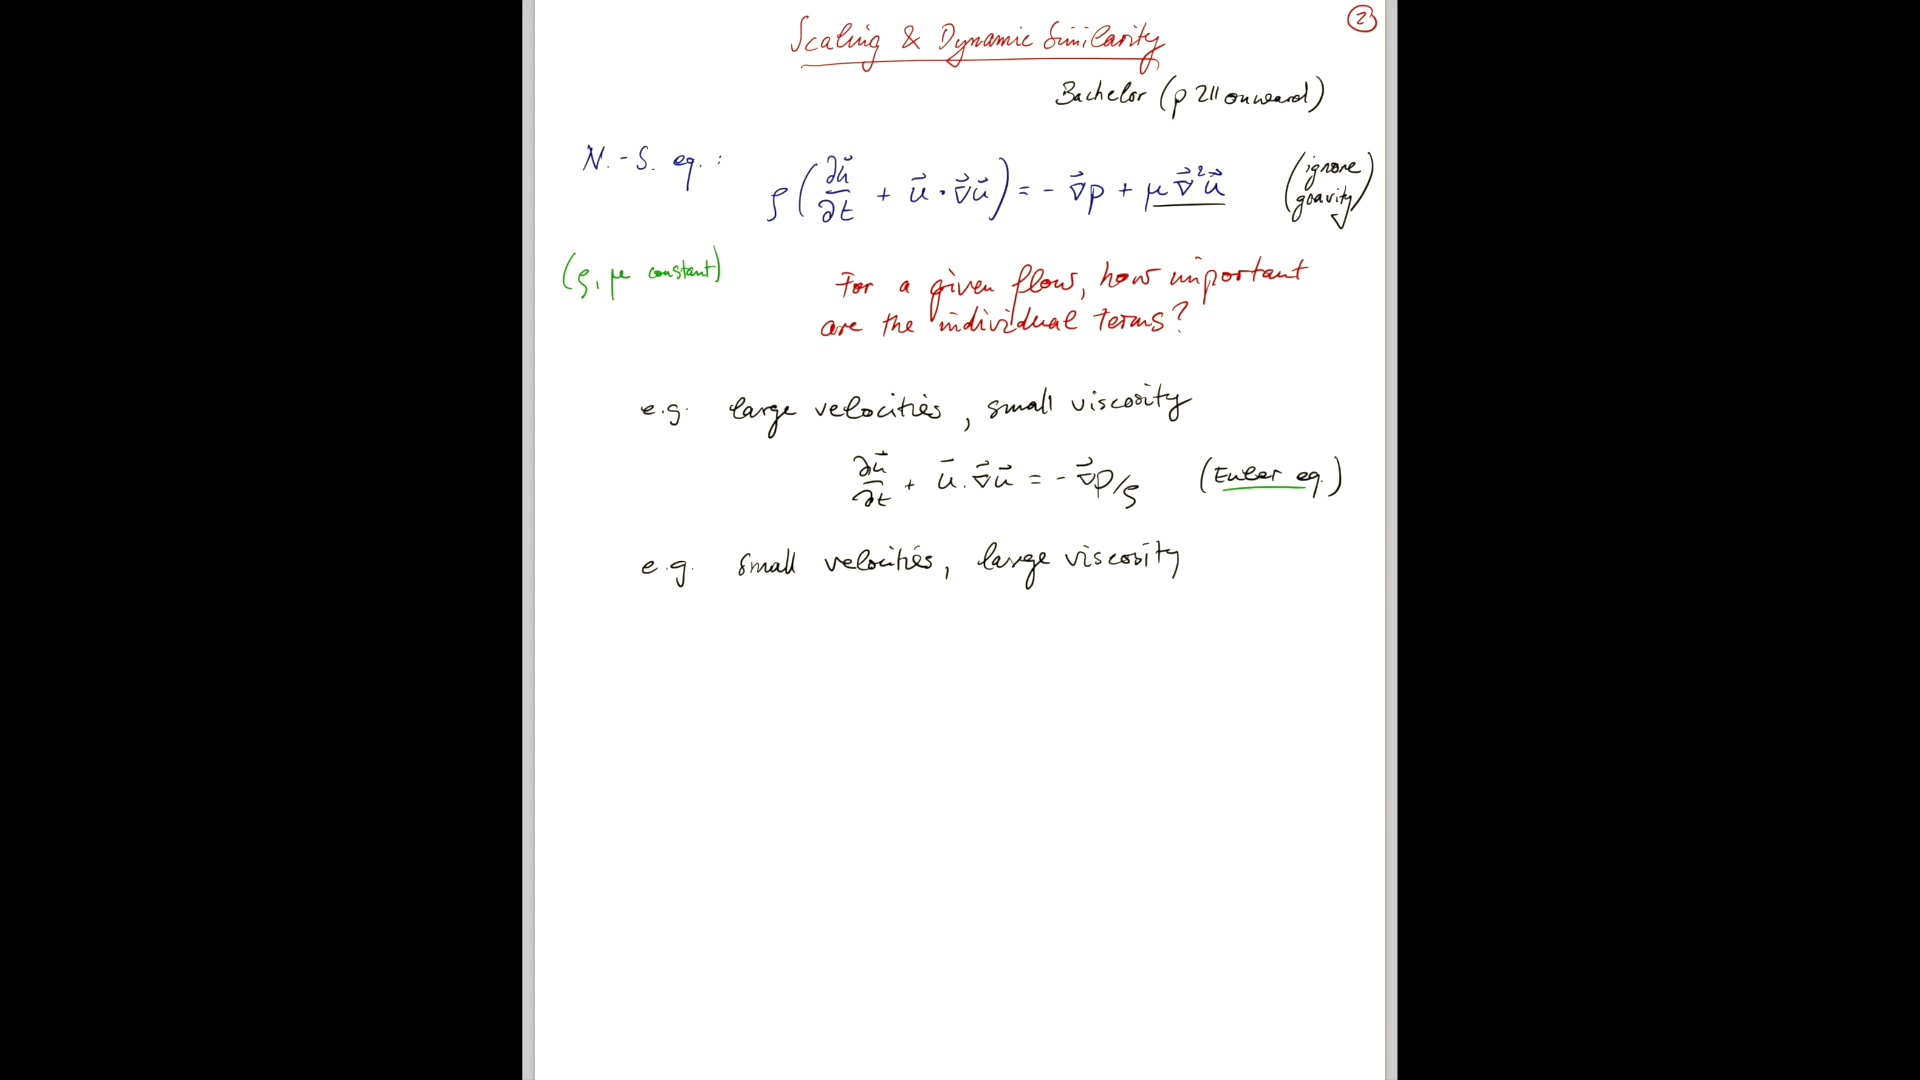 ②
Scaling & Dynamic Similarity
Bachelor (p 211 onward)
N.-S. eq.: ρ(∂u⃗/∂t + u⃗·∇⃗u⃗) = -∇⃗p + μ∇⃗²u⃗ (ignore gravity)
(ρ, μ constant)
For a given flow, how important
are the individual terms?
e.g. large velocities, small viscosity
∂u⃗/∂t + u̅.∇⃗u⃗ = -∇⃗p/ρ (Euler eq.)
e.g. small velocities, large viscosity